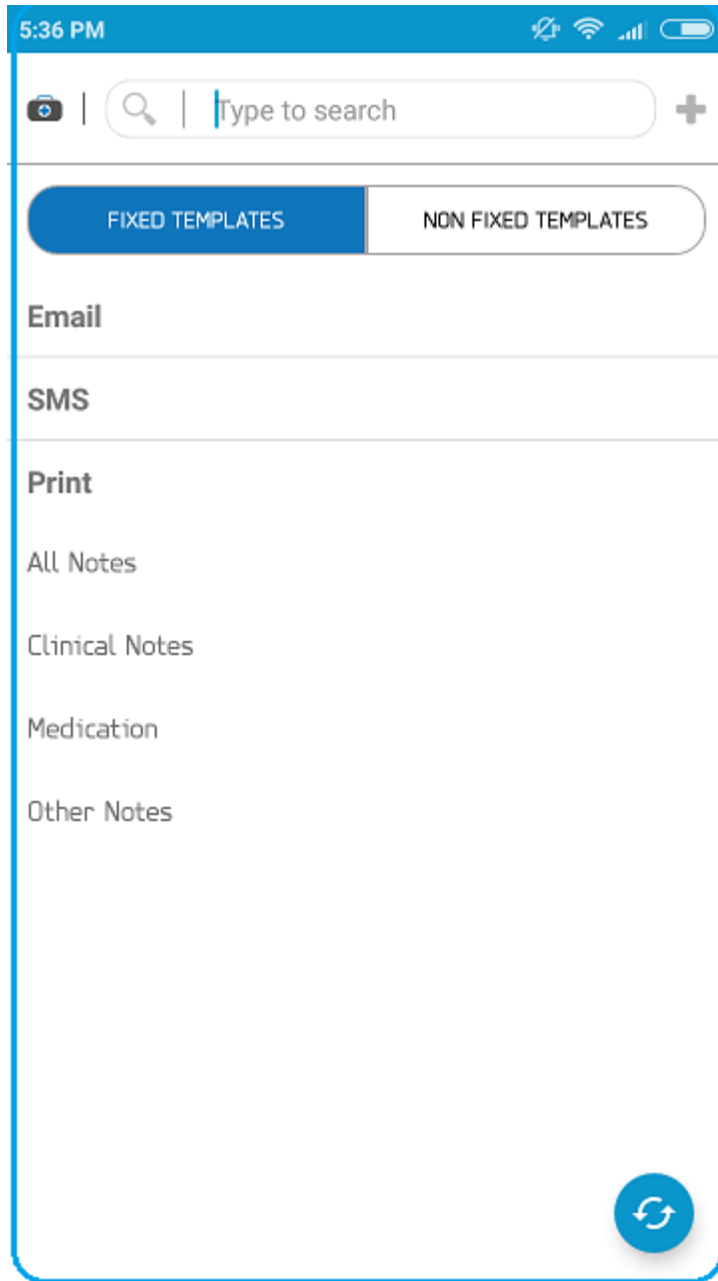 5:36 PM
Type to search
FIXED TEMPLATES NON FIXED TEMPLATES
Email
SMS
Print
All Notes
Clinical Notes
Medication
Other Notes